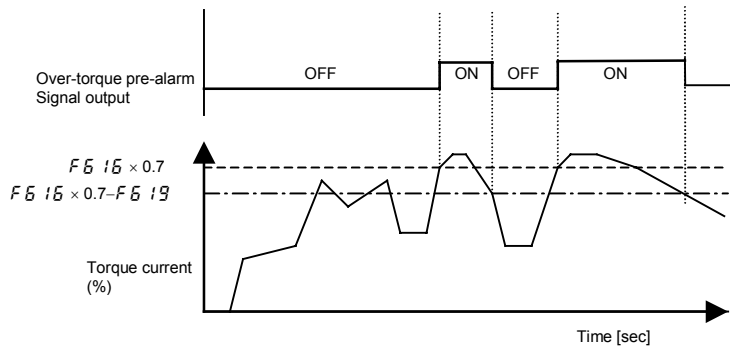 Over-torque pre-alarm
Signal output
OFF
ON
OFF
ON
F616 × 0.7
F616 × 0.7–F619
Torque current
(%)
Time [sec]